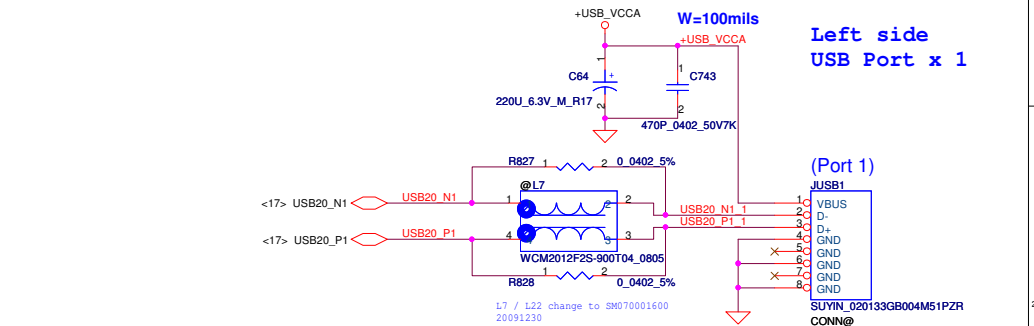 +USB_VCCA
W=100mils
+USB_VCCA
Left side
USB Port x 1
1
C64
+
2
220U_6.3V_M_R17
1
C743
2
470P_0402_50V7K
R827
1
2
0_0402_5%
(Port 1)
@L7
JUSB1
<17> USB20_N1
USB20_N1
1
2
2
USB20_N1_1
USB20_P1_1
<17> USB20_P1
USB20_P1
4
3
3
WCM2012F2S-900T04_0805
R828
1
2
0_0402_5%
1 VBUS
2 D-
3 D+
4 GND
5 GND
6 GND
7 GND
8 GND
SUYIN_020133GB004M51PZR
CONN@
L7 / L22 change to SM070001600
20091230
2